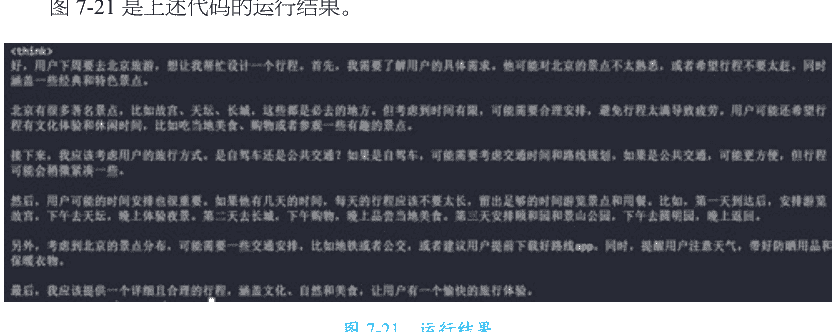 图 7-21 是上述代码的运行结果。
<think>
好，用户下周要去北京旅游，想让我帮忙设计一个行程。首先，我需要了解用户的具体需求，他可能对北京的景点不太熟悉，或者希望行程不要太赶，同时
涵盖一些经典和特色景点。
北京有很多著名景点，比如故宫、天坛、长城，这些都是必去的地方。但考虑到时间有限，可能需要合理安排，避免行程太满导致疲劳。用户可能还希望行
程有文化体验和休闲时间，比如吃当地美食、购物或者参观一些有趣的景点。
接下来，我应该考虑用户的旅行方式。是自驾车还是公共交通？如果是自驾车，可能需要考虑交通时间和路线规划。如果是公共交通，可能更方便，但行程
可能会稍微紧凑一些。
然后，用户可能的时间安排也很重要。如果他有几天的时间，每天的行程应该不要太长，留出足够的时间游览景点和用餐。比如，第一天到达后，安排游览
故宫，下午去天坛，晚上体验夜景。第二天去长城，下午购物，晚上品尝当地美食。第三天安排颐和园和景山公园，下午去圆明园，晚上返回。
另外，考虑到北京的景点分布，可能需要一些交通安排，比如地铁或者公交，或者建议用户提前下载好路线app。同时，提醒用户注意天气，带好防晒用品和
保暖衣物。
最后，我应该提供一个详细且合理的行程，涵盖文化、自然和美食，让用户有一个愉快的旅行体验。
图 7-21 运行结果